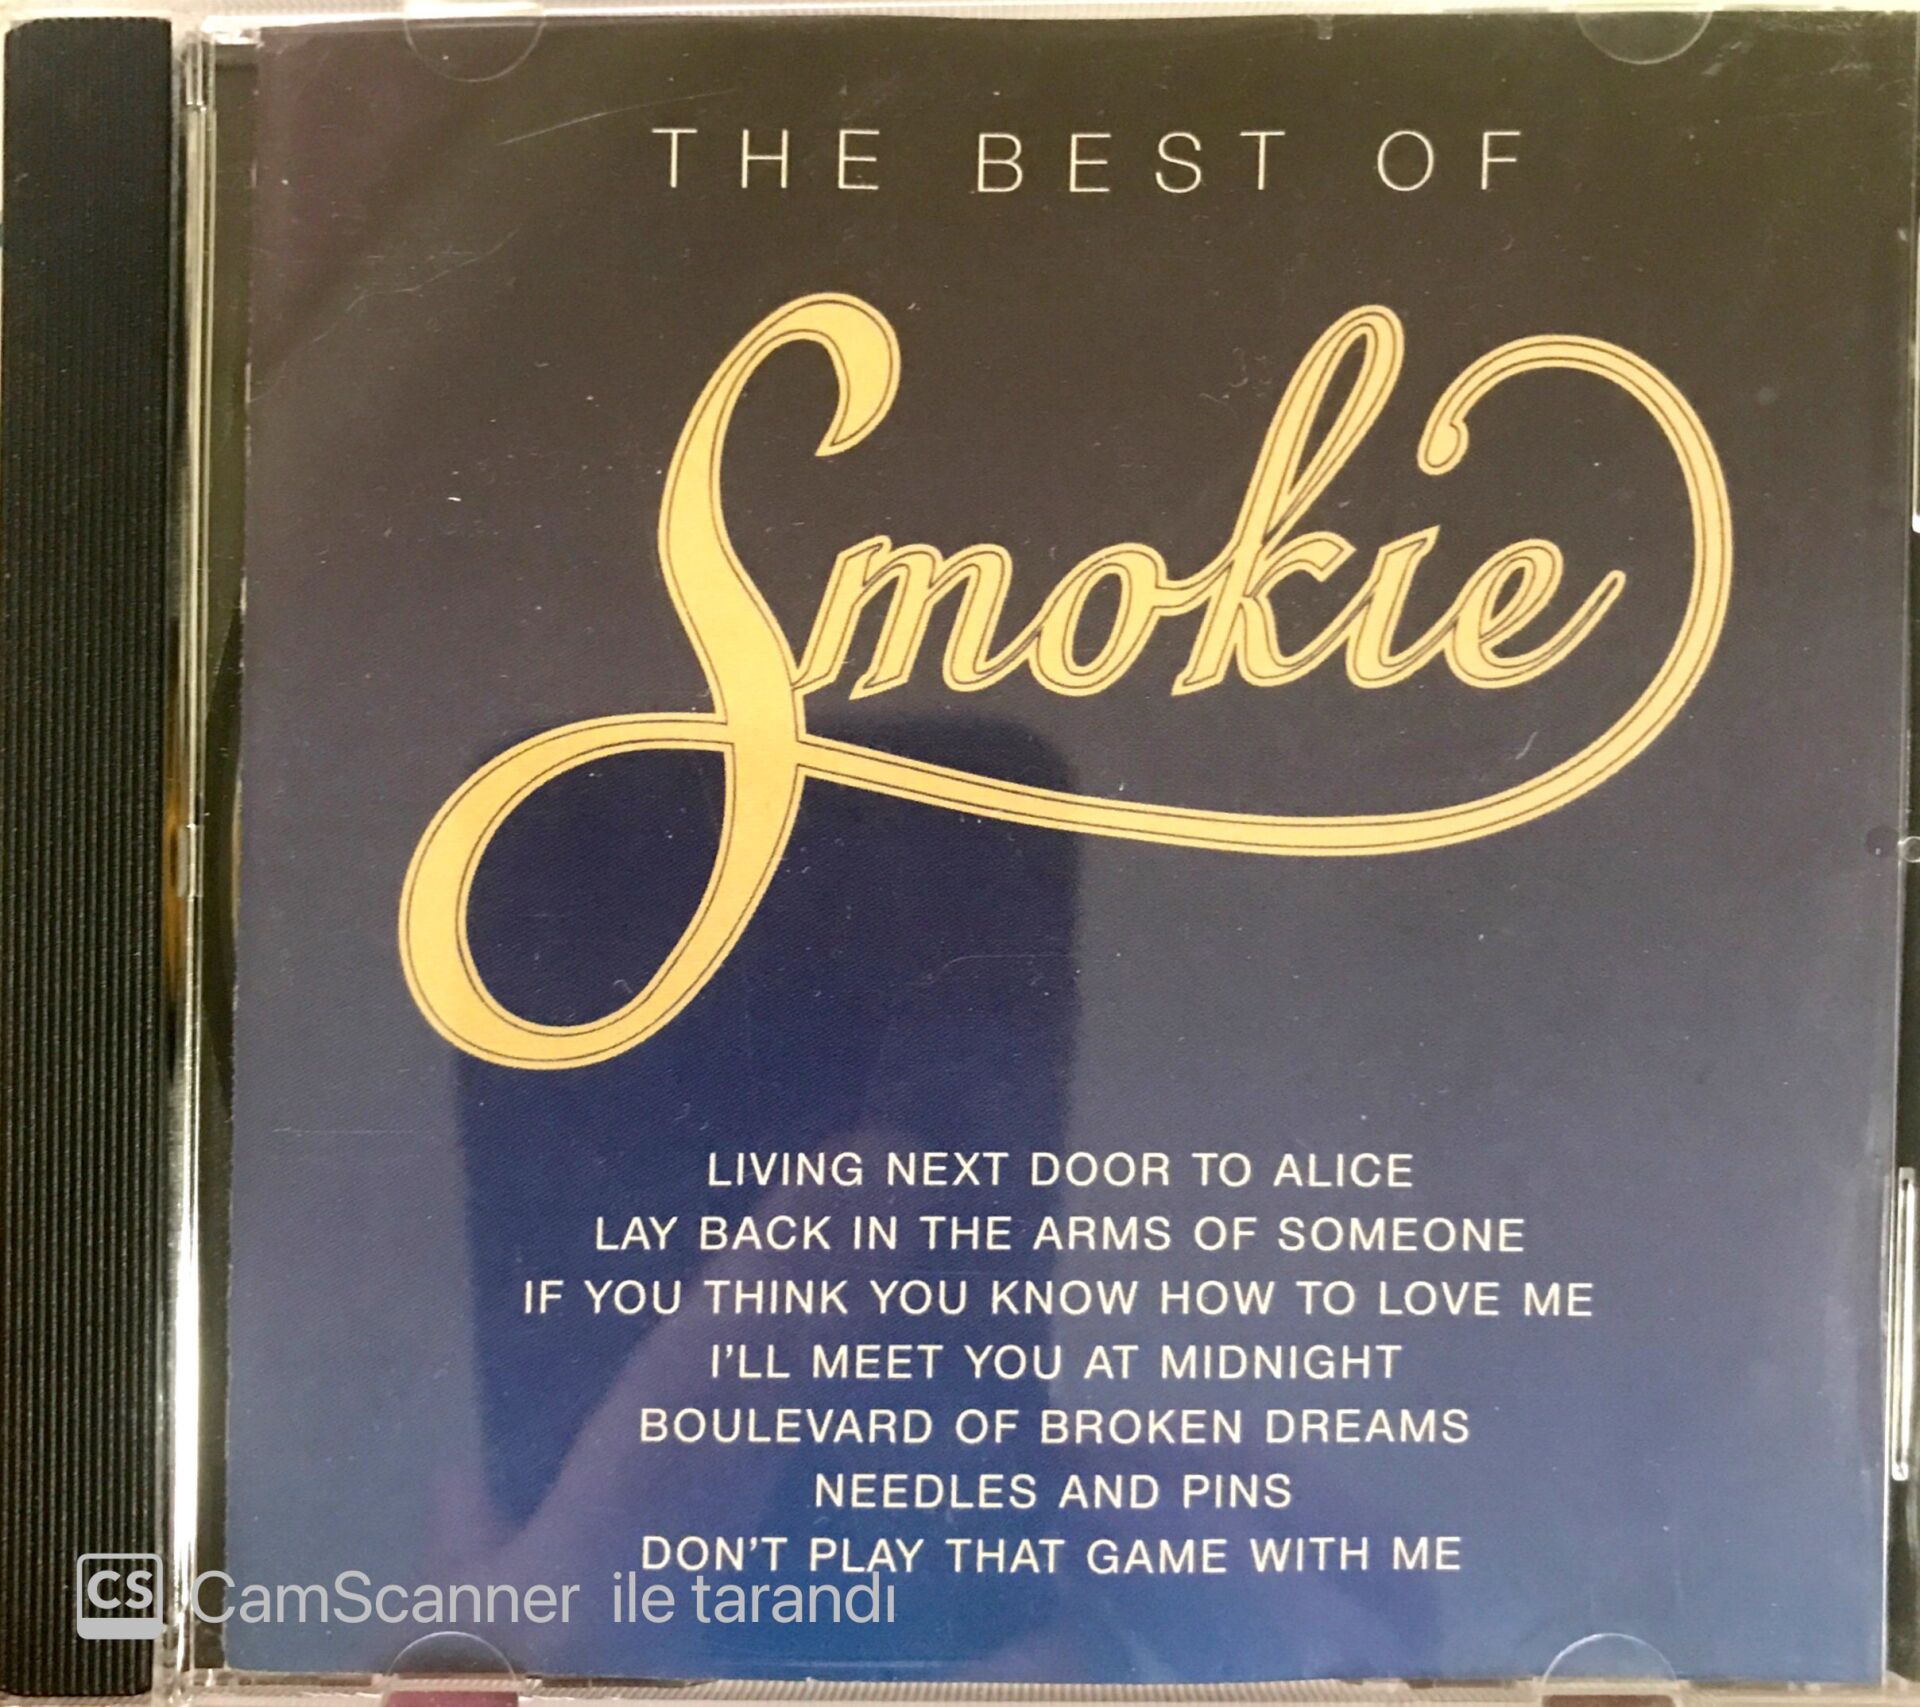 THE BEST OF
Smokie
LIVING NEXT DOOR TO ALICE
LAY BACK IN THE ARMS OF SOMEONE
IF YOU THINK YOU KNOW HOW TO LOVE ME
I'LL MEET YOU AT MIDNIGHT
BOULEVARD OF BROKEN DREAMS
NEEDLES AND PINS
DON'T PLAY THAT GAME WITH ME
CS CamScanner ile tarandı